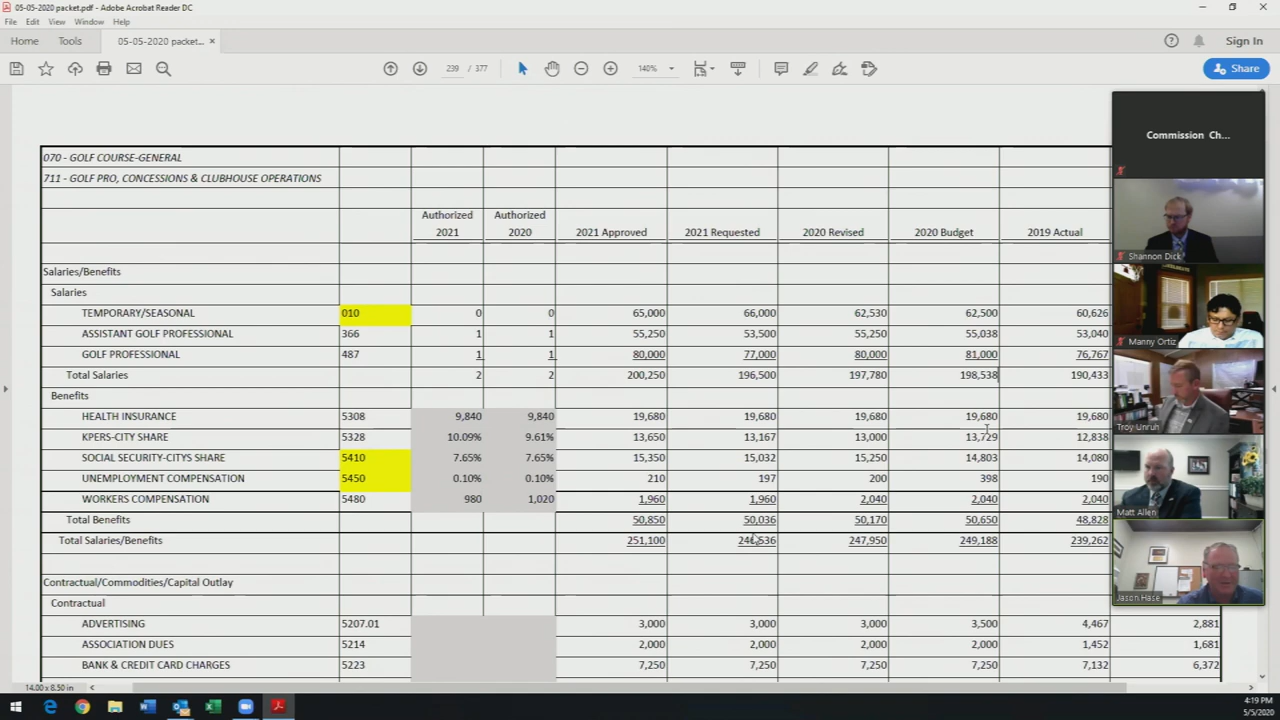 05-05-2020 packet.pdf - Adobe Acrobat Reader DC
File Edit View Window Help
Home Tools 05-05-2020 packet... × Sign In
239 / 377 140% Share
Commission Ch...
070 - GOLF COURSE-GENERAL
711 - GOLF PRO, CONCESSIONS & CLUBHOUSE OPERATIONS
Authorized Authorized
2021 2020 2021 Approved 2021 Requested 2020 Revised 2020 Budget 2019 Actual
Shannon Dick
Salaries/Benefits
Salaries
TEMPORARY/SEASONAL 010 0 0 65,000 66,000 62,530 62,500 60,626
ASSISTANT GOLF PROFESSIONAL 366 1 1 55,250 53,500 55,250 55,038 53,040
Manny Ortiz
GOLF PROFESSIONAL 487 1 1 80,000 77,000 80,000 81,000 76,767
Total Salaries 2 2 200,250 196,500 197,780 198,538 190,433
Benefits
HEALTH INSURANCE 5308 9,840 9,840 19,680 19,680 19,680 19,680 19,680
Troy Unruh
KPERS-CITY SHARE 5328 10.09% 9.61% 13,650 13,167 13,000 13,729 12,838
SOCIAL SECURITY-CITYS SHARE 5410 7.65% 7.65% 15,350 15,032 15,250 14,803 14,080
UNEMPLOYMENT COMPENSATION 5450 0.10% 0.10% 210 197 200 398 190
WORKERS COMPENSATION 5480 980 1,020 1,960 1,960 2,040 2,040 2,040
Matt Allen
Total Benefits 50,850 50,036 50,170 50,650 48,828
Total Salaries/Benefits 251,100 246,536 247,950 249,188 239,262
Contractual/Commodities/Capital Outlay
Jason Hase
Contractual
ADVERTISING 5207.01 3,000 3,000 3,000 3,500 4,467 2,881
ASSOCIATION DUES 5214 2,000 2,000 2,000 2,000 1,452 1,681
BANK & CREDIT CARD CHARGES 5223 7,250 7,250 7,250 7,250 7,132 6,372
14.00 x 8.50 in
4:19 PM
5/5/2020